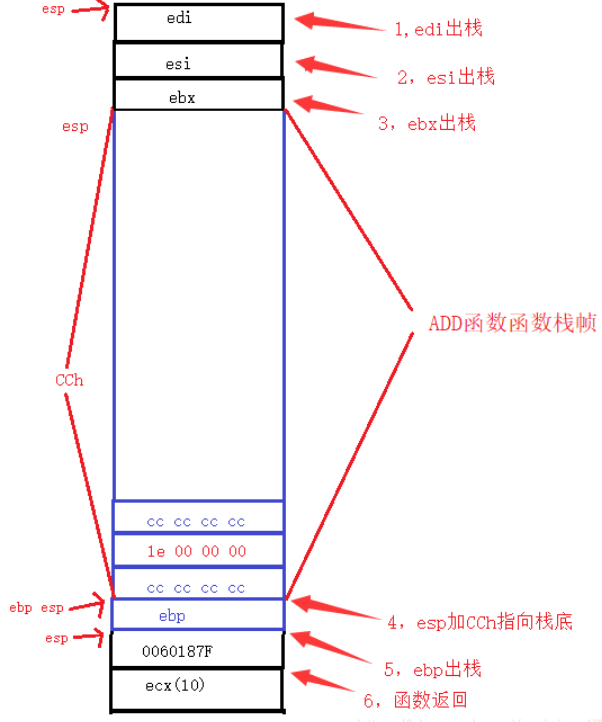 esp
edi
1,edi出栈
esi
2，esi出栈
ebx
3，ebx出栈
esp
ADD函数函数栈帧
CCh
cc cc cc cc
1e 00 00 00
cc cc cc cc
ebp esp
ebp
4，esp加CCh指向栈底
esp
0060187F
5，ebp出栈
ecx(10)
6，函数返回